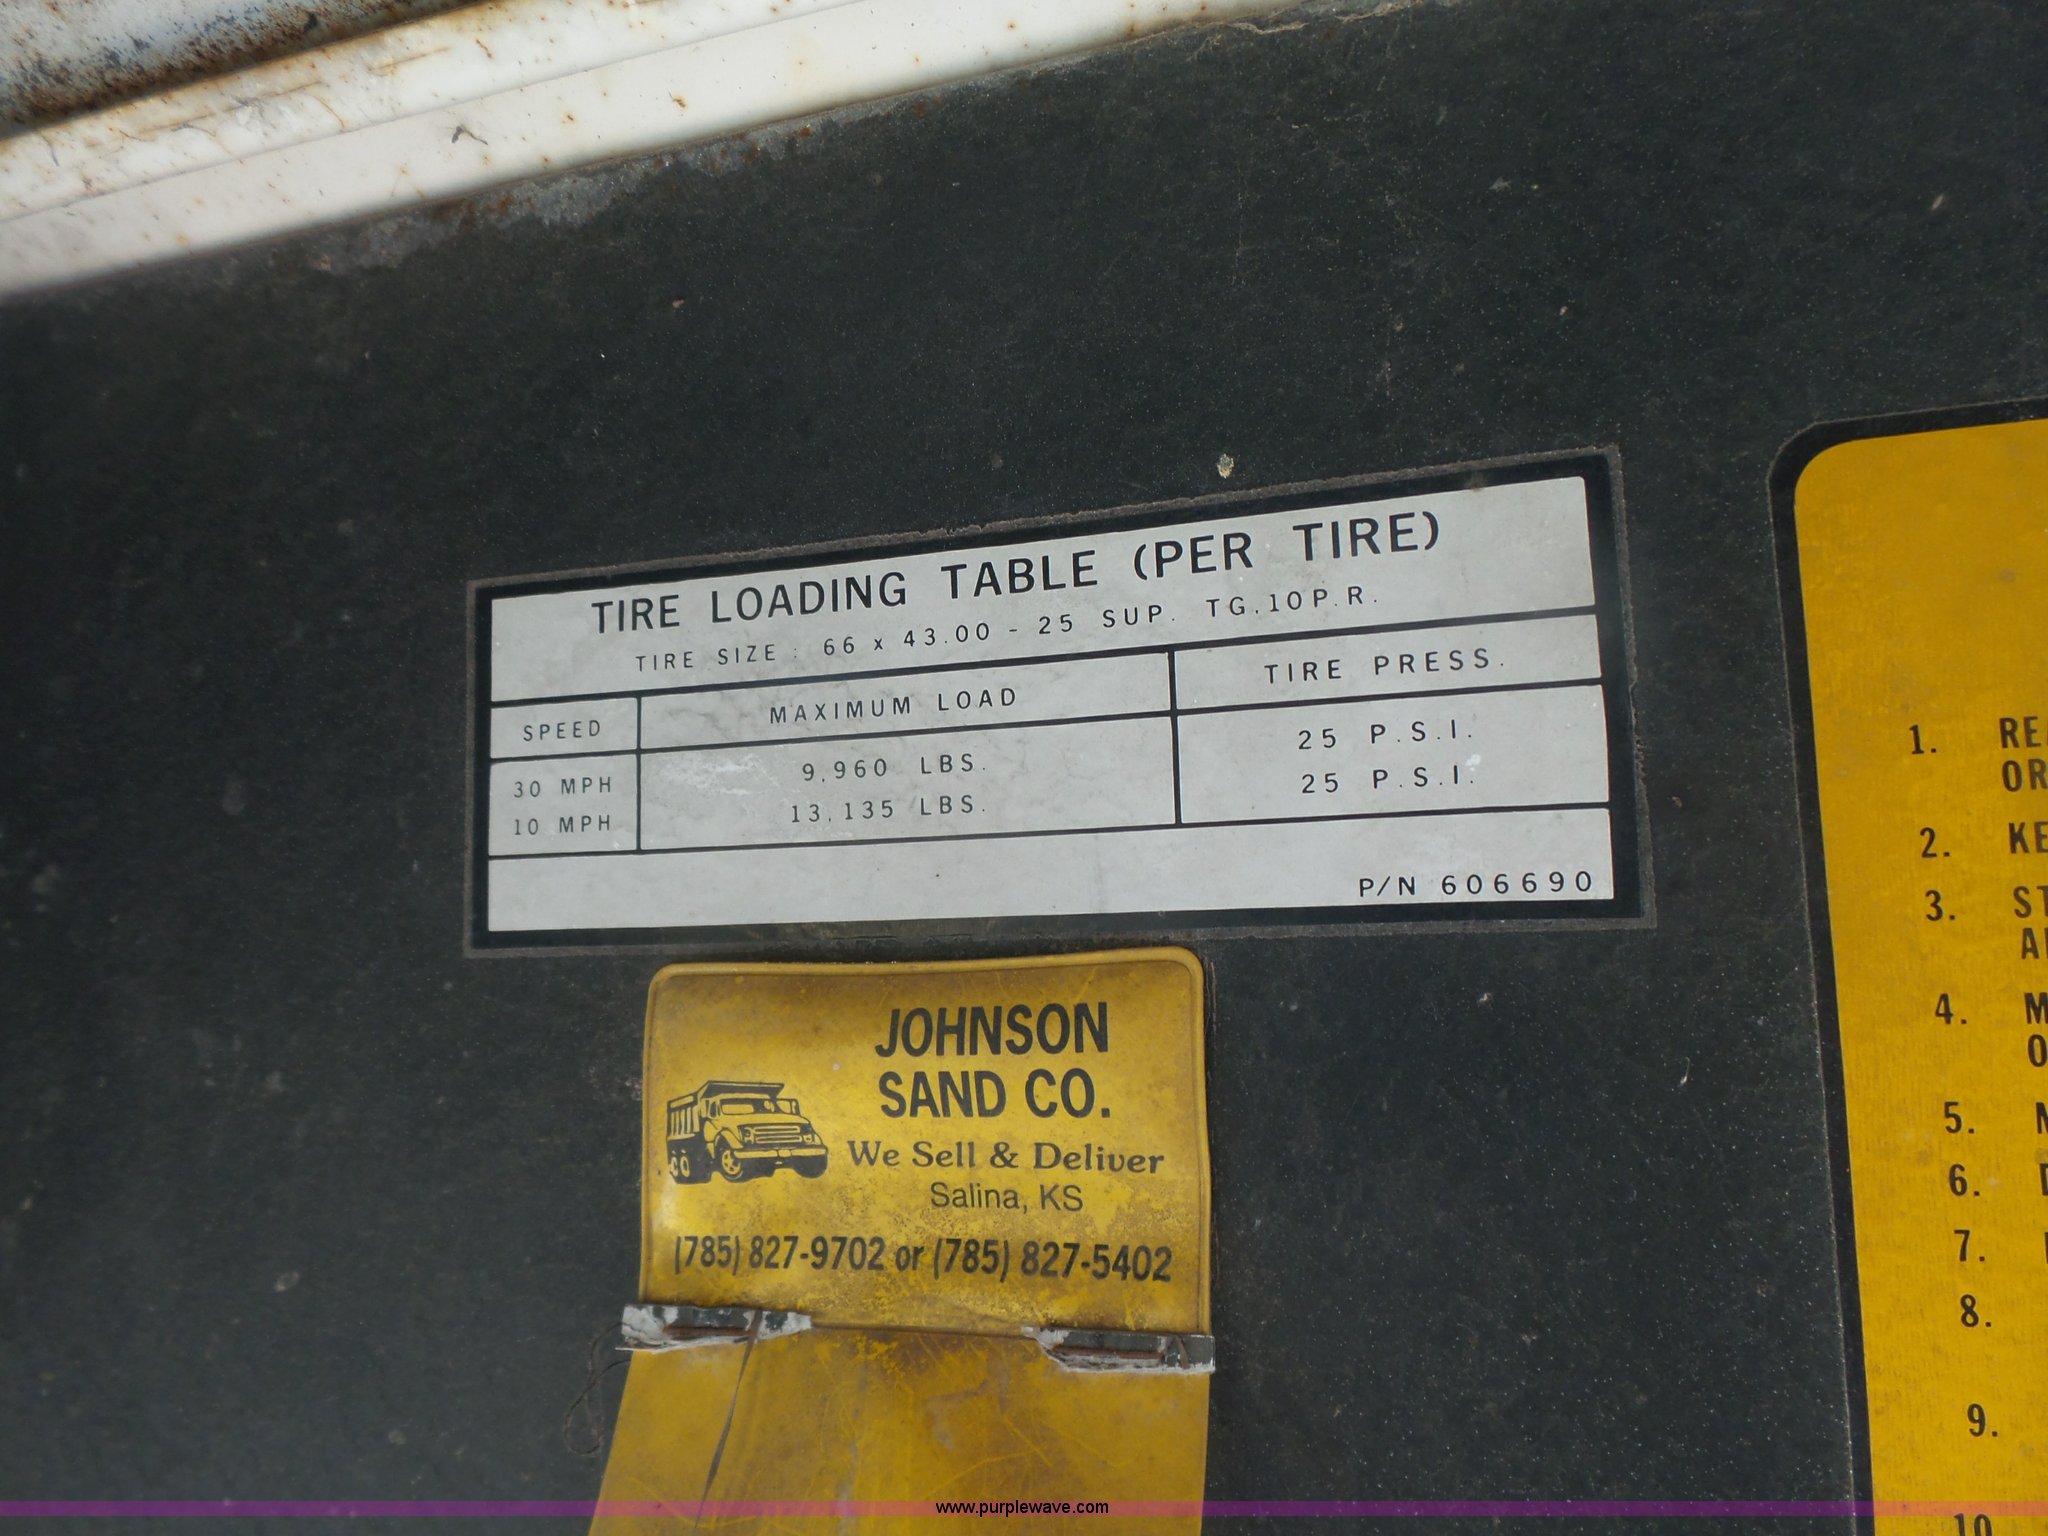 TIRE LOADING TABLE (PER TIRE)
TIRE SIZE: 66 x 43.00 - 25 SUP. TG.10P.R.
SPEED MAXIMUM LOAD TIRE PRESS.
30 MPH 9,960 LBS. 25 P.S.I.
10 MPH 13,135 LBS. 25 P.S.I.
P/N 606690
JOHNSON
SAND CO.
We Sell & Deliver
Salina, KS
(785) 827-9702 or (785) 827-5402
1.
2.
3.
4.
5.
6.
7.
8.
9.
10
www.purplewave.com